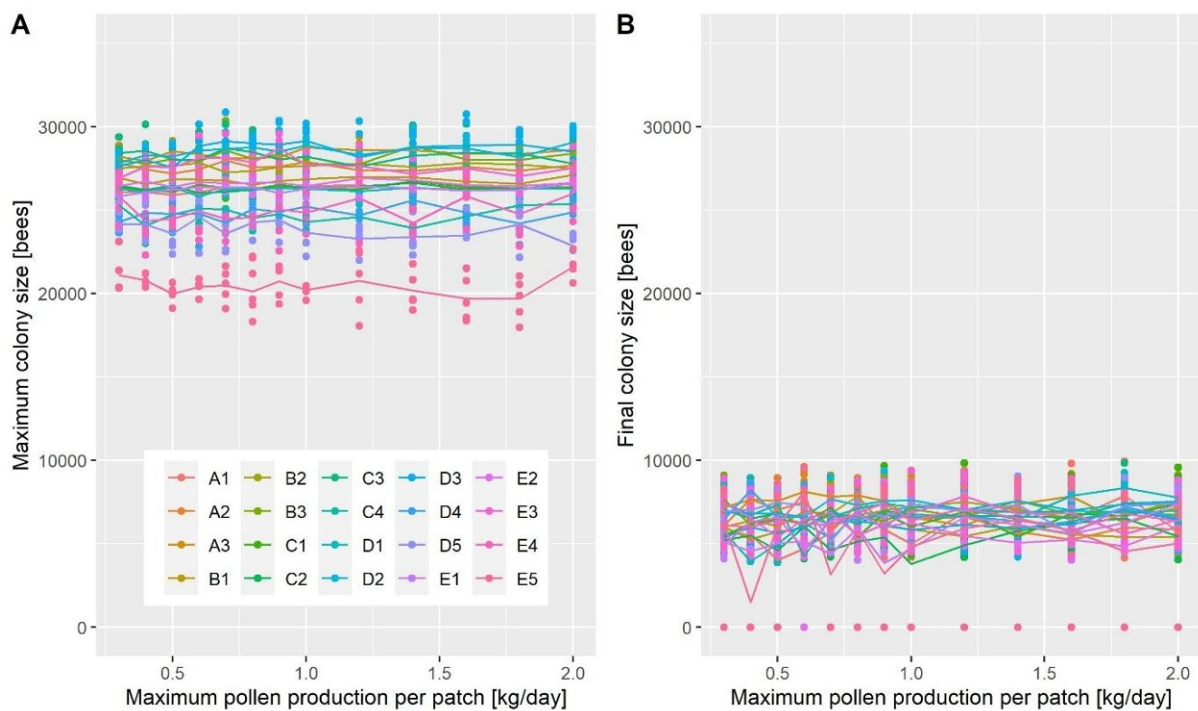 A
Maximum colony size [bees]
30000
20000
10000
0
A1 B2 C3 D3 E2
A2 B3 C4 D4 E3
A3 C1 D1 D5 E4
B1 C2 D2 E1 E5
0.5 1.0 1.5 2.0
Maximum pollen production per patch [kg/day]
B
Final colony size [bees]
30000
20000
10000
0
0.5 1.0 1.5 2.0
Maximum pollen production per patch [kg/day]